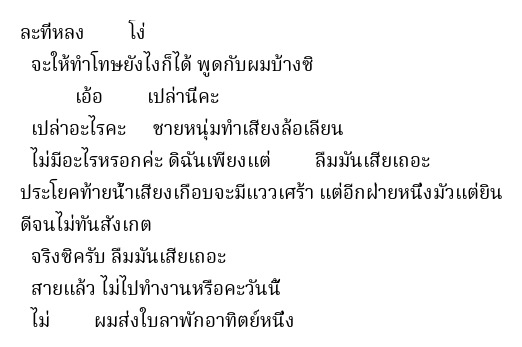 ละทีหลง โง่
จะให้ทำโทษยังไงก็ได้ พูดกับผมบ้างซิ
เอ้อ เปล่านี่คะ
เปล่าอะไรคะ ชายหนุ่มทำเสียงล้อเลียน
ไม่มีอะไรหรอกค่ะ ดิฉันเพียงแต่ ลืมมันเสียเถอะ
ประโยคท้ายน้ำเสียงเกือบจะมีแววเศร้า แต่อีกฝ่ายหนึ่งมัวแต่ยิน
ดีจนไม่ทันสังเกต
จริงซิครับ ลืมมันเสียเถอะ
สายแล้ว ไม่ไปทำงานหรือคะวันนี้
ไม่ ผมส่งใบลาพักอาทิตย์หนึ่ง